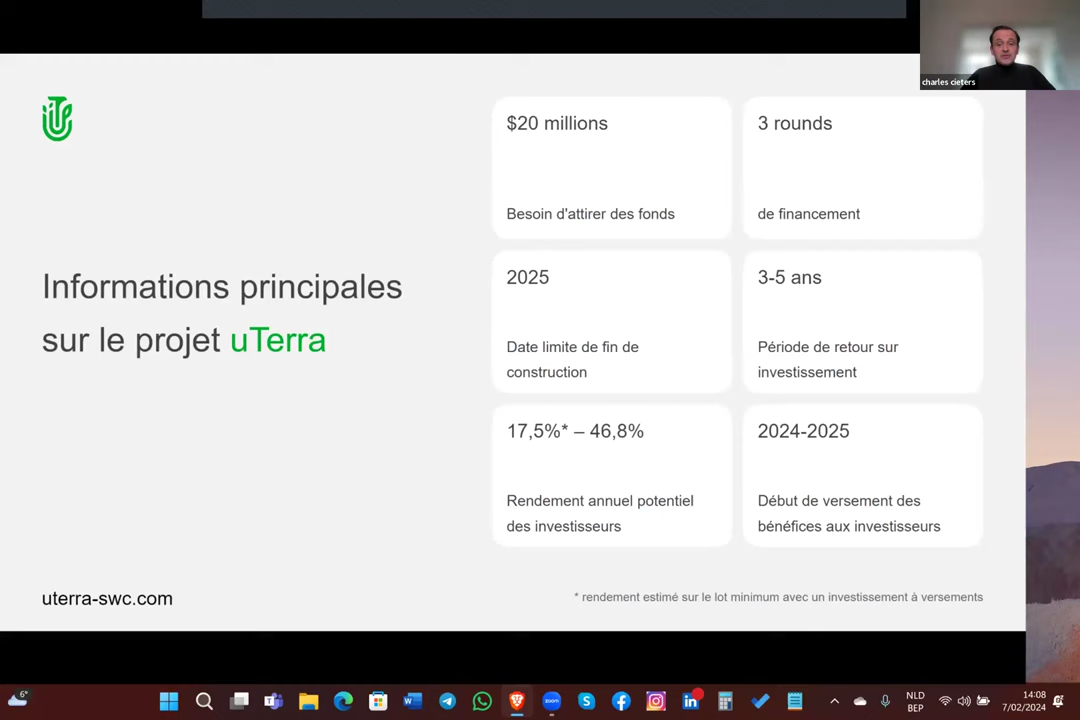 charles cieters
$20 millions
Besoin d'attirer des fonds
3 rounds
de financement
Informations principales
sur le projet uTerra
2025
Date limite de fin de
construction
3-5 ans
Période de retour sur
investissement
17,5%* – 46,8%
Rendement annuel potentiel
des investisseurs
2024-2025
Début de versement des
bénéfices aux investisseurs
uterra-swc.com
* rendement estimé sur le lot minimum avec un investissement à versements
6°
zoom
NLD
BEP
14:08
7/02/2024